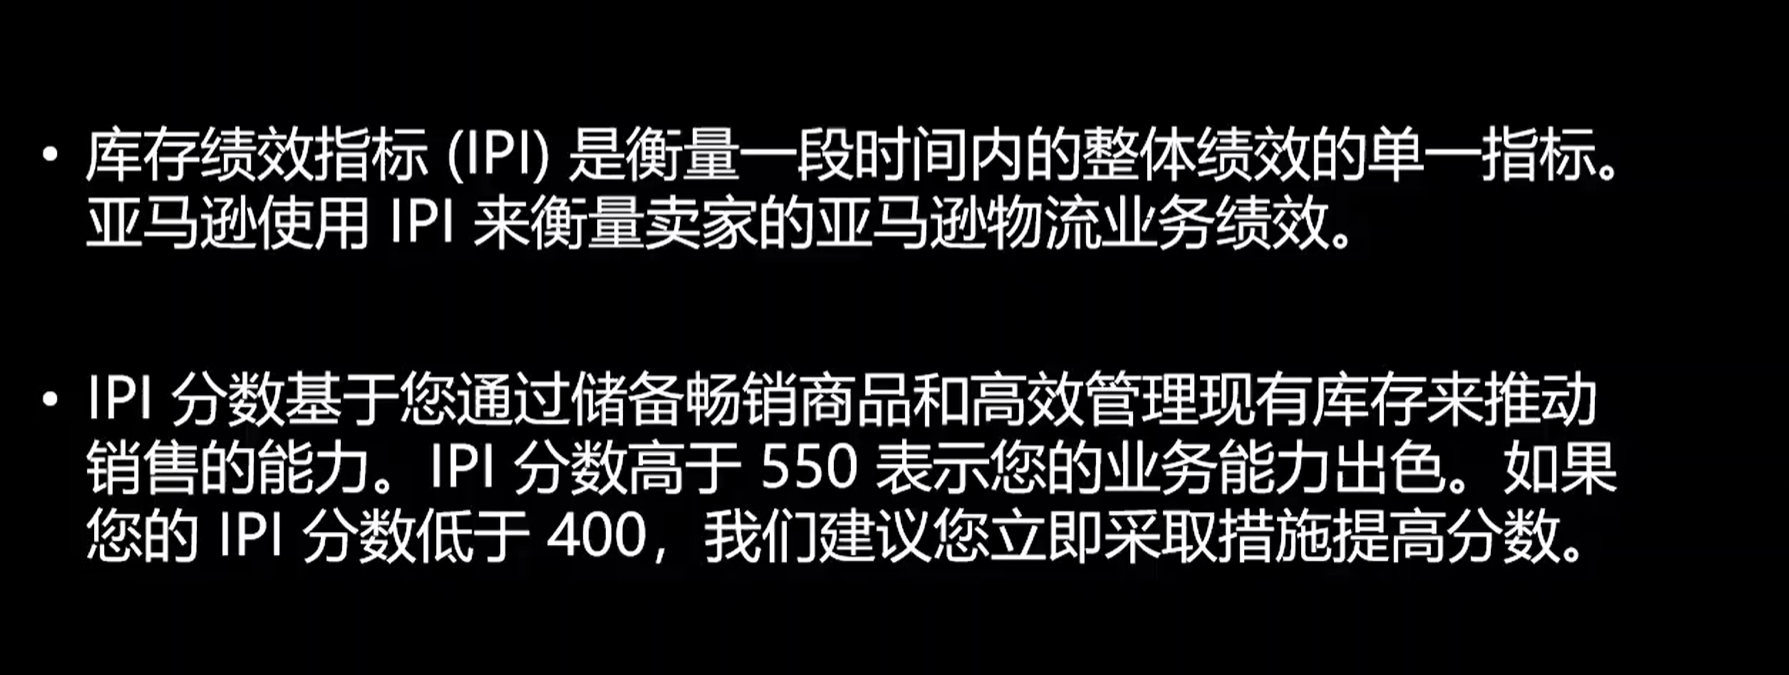 • 库存绩效指标 (IPI) 是衡量一段时间内的整体绩效的单一指标。
亚马逊使用 IPI 来衡量卖家的亚马逊物流业务绩效。
• IPI 分数基于您通过储备畅销商品和高效管理现有库存来推动
销售的能力。IPI 分数高于 550 表示您的业务能力出色。如果
您的 IPI 分数低于 400，我们建议您立即采取措施提高分数。